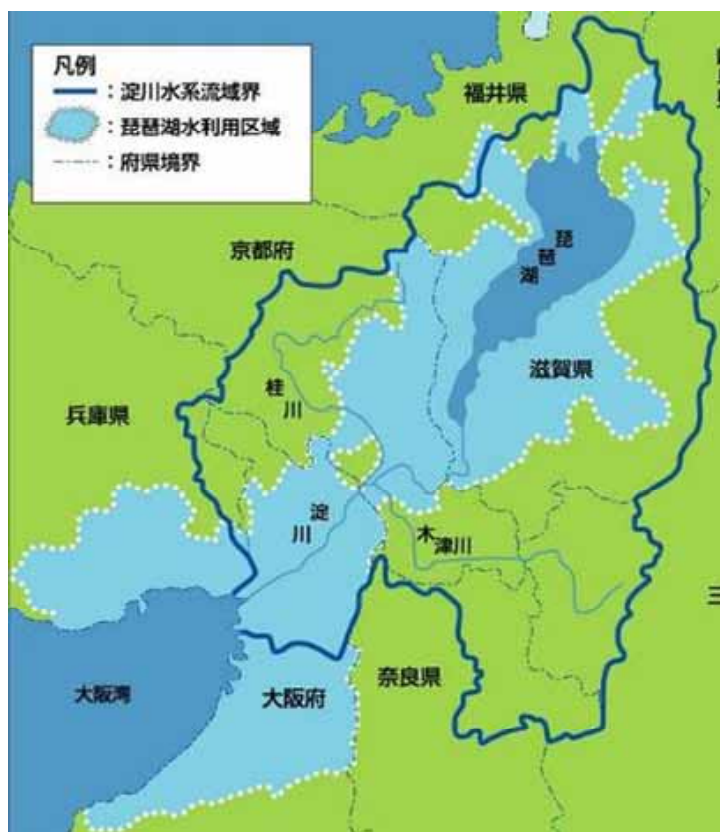 凡例
：淀川水系流域界
：琵琶湖水利用区域
：府県境界
福井県
京都府
琵琶湖
滋賀県
兵庫県
桂川
淀川
木津川
三
大阪湾
大阪府
奈良県